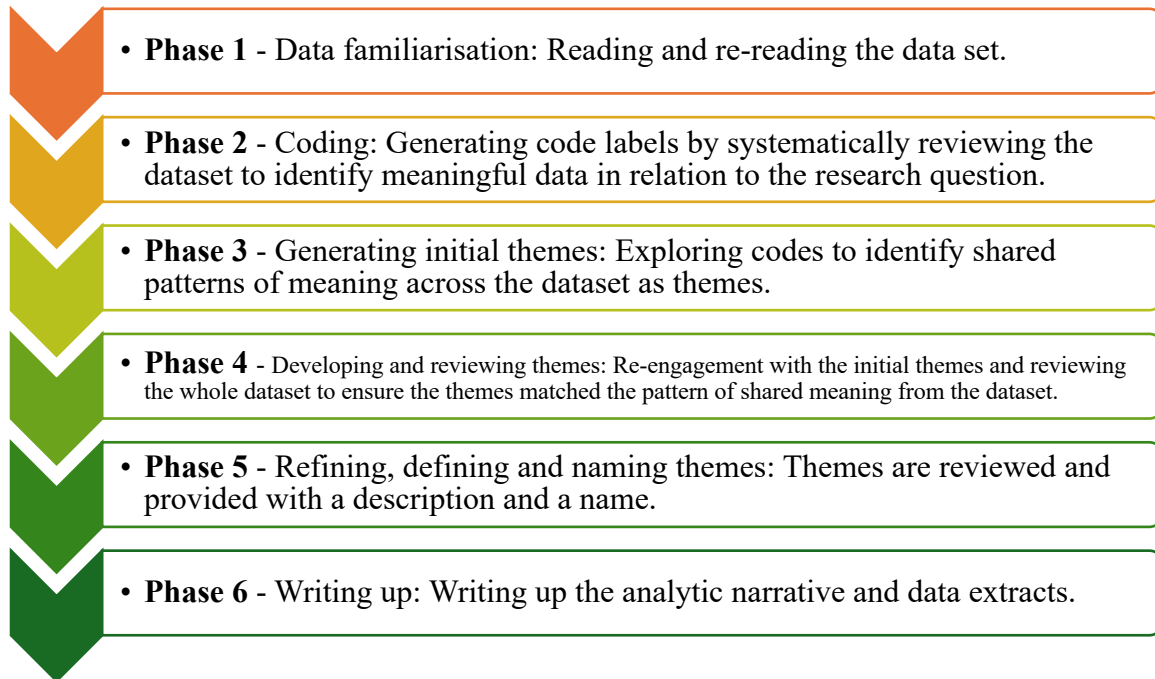 • Phase 1 - Data familiarisation: Reading and re-reading the data set.
• Phase 2 - Coding: Generating code labels by systematically reviewing the
dataset to identify meaningful data in relation to the research question.
• Phase 3 - Generating initial themes: Exploring codes to identify shared
patterns of meaning across the dataset as themes.
• Phase 4 - Developing and reviewing themes: Re-engagement with the initial themes and reviewing
the whole dataset to ensure the themes matched the pattern of shared meaning from the dataset.
• Phase 5 - Refining, defining and naming themes: Themes are reviewed and
provided with a description and a name.
• Phase 6 - Writing up: Writing up the analytic narrative and data extracts.